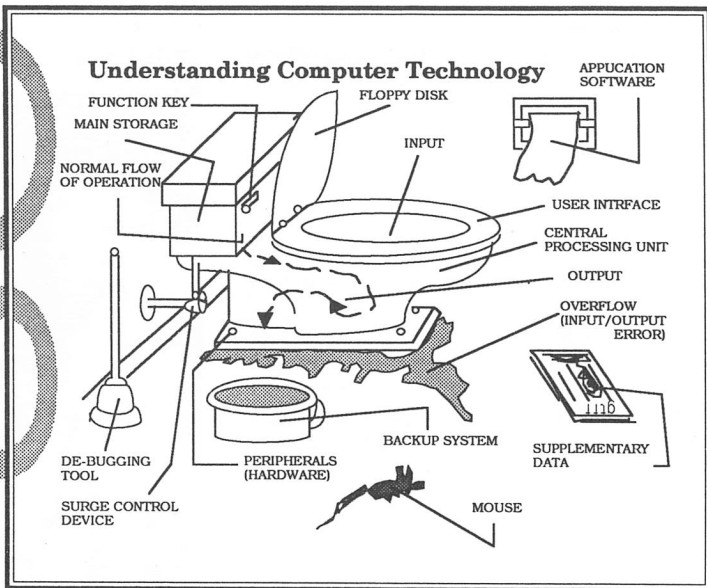 Understanding Computer Technology
FUNCTION KEY
MAIN STORAGE
NORMAL FLOW
OF OPERATION
FLOPPY DISK
INPUT
APPUCATION
SOFTWARE
USER INTRFACE
CENTRAL
PROCESSING UNIT
OUTPUT
OVERFLOW
(INPUT/OUTPUT
ERROR)
DE-BUGGING
TOOL
SURGE CONTROL
DEVICE
PERIPHERALS
(HARDWARE)
BACKUP SYSTEM
MOUSE
SUPPLEMENTARY
DATA